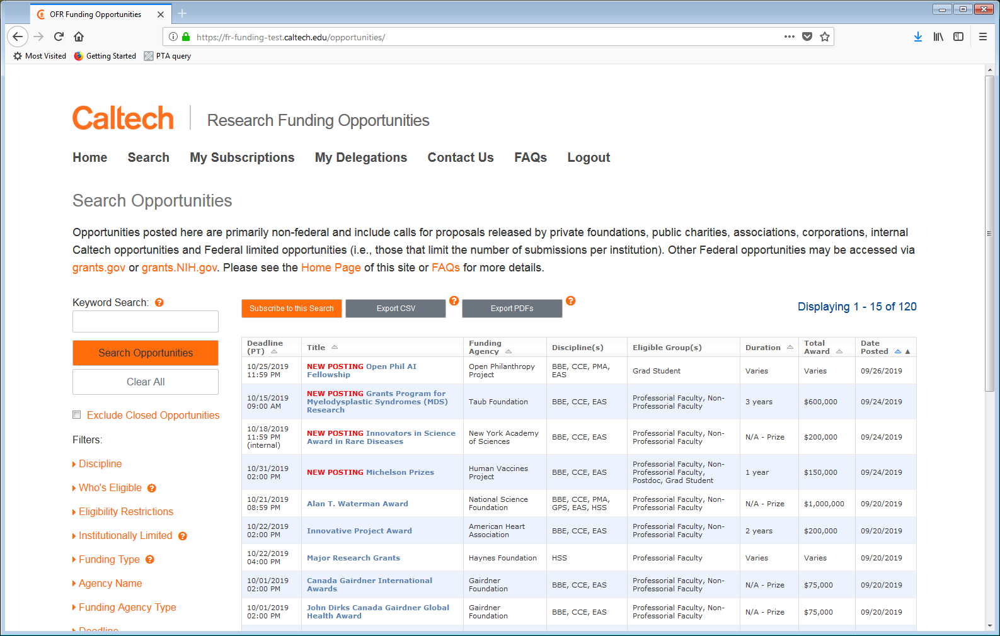 OFR Funding Opportunities
https://fr-funding-test.caltech.edu/opportunities/
Most Visited Getting Started PTA query
Caltech Research Funding Opportunities
Home Search My Subscriptions My Delegations Contact Us FAQs Logout
Search Opportunities
Opportunities posted here are primarily non-federal and include calls for proposals released by private foundations, public charities, associations, corporations, internal
Caltech opportunities and Federal limited opportunities (i.e., those that limit the number of submissions per institution). Other Federal opportunities may be accessed via
grants.gov or grants.NIH.gov. Please see the Home Page of this site or FAQs for more details.
Keyword Search: ?
Search Opportunities
Clear All
Exclude Closed Opportunities
Filters:
Discipline
Who's Eligible ?
Eligibility Restrictions
Institutionally Limited ?
Funding Type ?
Agency Name
Funding Agency Type
Deadline
Subscribe to this Search Export CSV ? Export PDFs ? Displaying 1 - 15 of 120
Deadline (PT) Title Funding Agency Discipline(s) Eligible Group(s) Duration Total Award Date Posted
10/25/2019 11:59 PM NEW POSTING Open Phil AI Fellowship Open Philanthropy Project BBE, CCE, PMA, EAS Grad Student Varies Varies 09/26/2019
10/15/2019 09:00 AM NEW POSTING Grants Program for Myelodysplastic Syndromes (MDS) Research Taub Foundation BBE, CCE, EAS Professorial Faculty, Non-Professorial Faculty 3 years $600,000 09/24/2019
10/18/2019 11:59 PM (internal) NEW POSTING Innovators in Science Award in Rare Diseases New York Academy of Sciences BBE, CCE, EAS Professorial Faculty, Non-Professorial Faculty N/A - Prize $200,000 09/24/2019
10/31/2019 02:00 PM NEW POSTING Michelson Prizes Human Vaccines Project BBE, CCE, EAS Professorial Faculty, Non-Professorial Faculty, Postdoc, Grad Student 1 year $150,000 09/24/2019
10/21/2019 08:59 PM Alan T. Waterman Award National Science Foundation BBE, CCE, PMA, GPS, EAS, HSS Professorial Faculty, Non-Professorial Faculty N/A - Prize $1,000,000 09/20/2019
10/22/2019 02:00 PM Innovative Project Award American Heart Association BBE, CCE, EAS Professorial Faculty, Non-Professorial Faculty 2 years $200,000 09/20/2019
10/22/2019 04:00 PM Major Research Grants Haynes Foundation HSS Professorial Faculty Varies Varies 09/20/2019
10/01/2019 02:00 PM Canada Gairdner International Awards Gairdner Foundation BBE, CCE, EAS Professorial Faculty, Non-Professorial Faculty N/A - Prize $75,000 09/20/2019
10/01/2019 02:00 PM John Dirks Canada Gairdner Global Health Award Gairdner Foundation BBE, CCE, EAS Professorial Faculty, Non-Professorial Faculty N/A - Prize $75,000 09/20/2019